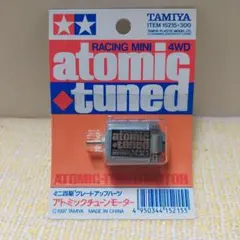 TAMIYA
ITEM 15215•300
RACING MINI 4WD
atomic
tuned
atomic
tuned
ATOMIC-TUNED MOTOR
ミニ四駆グレードアップパーツ
アトミックチューンモーター
©1997 TAMIYA MADE IN CHINA
4 950344 152155